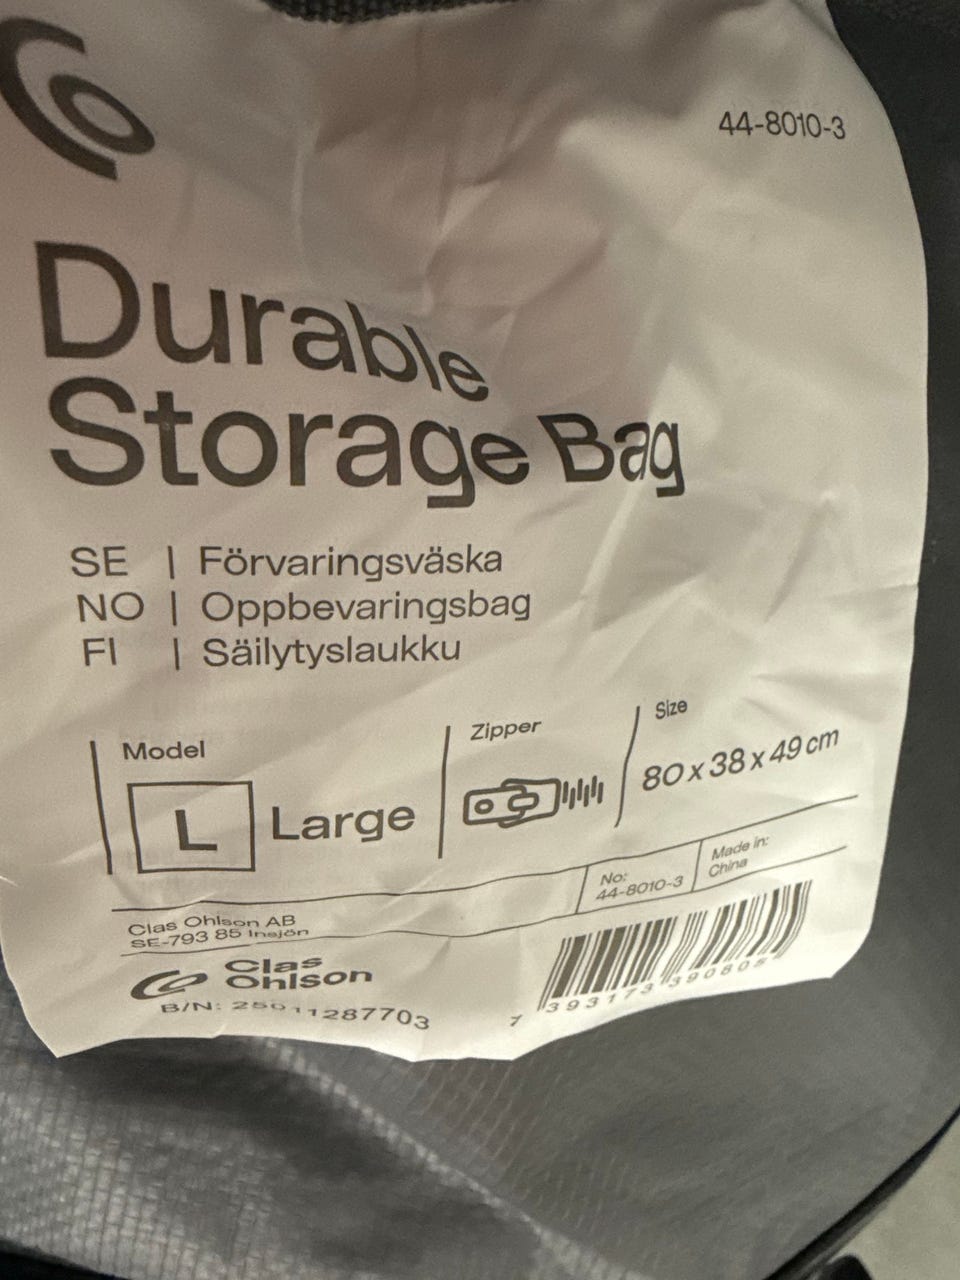 44-8010-3
Durable
Storage Bag
SE | Förvaringsväska
NO | Oppbevaringsbag
FI | Säilytyslaukku
Model
L Large
Zipper
Size
80 x 38 x 49 cm
Clas Ohlson AB
SE-793 85 Insjön
No:
44-8010-3
Made in:
China
Clas
Ohlson
B/N: 25011287703
7 393173 390805